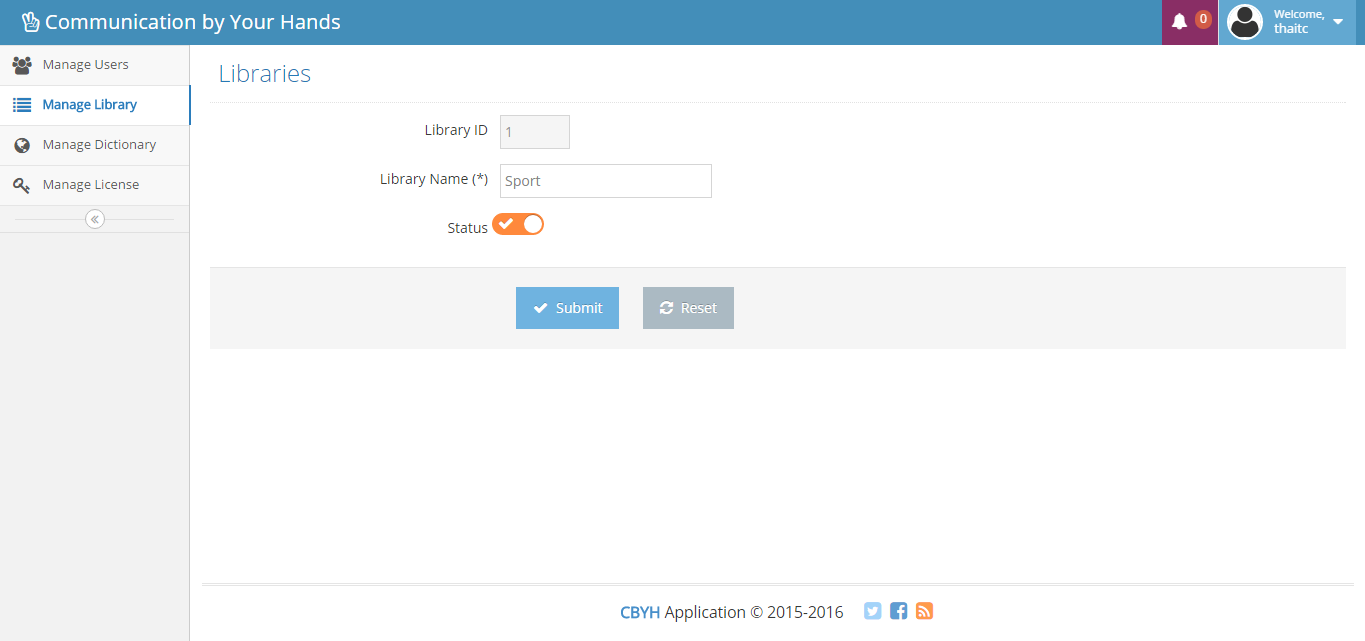 Communication by Your Hands
0
Welcome,
thaitc
Manage Users
Manage Library
Manage Dictionary
Manage License
Libraries
Library ID 1
Library Name (*) Sport
Status
Submit Reset
CBYH Application © 2015-2016